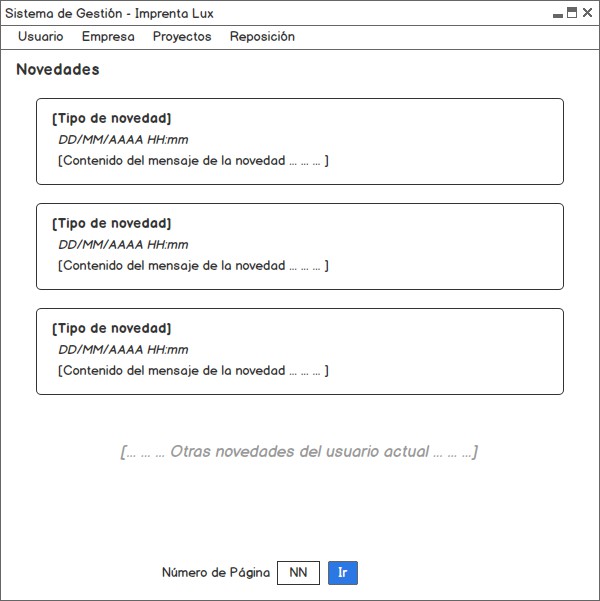 Sistema de Gestión - Imprenta Lux
Usuario Empresa Proyectos Reposición
Novedades
[Tipo de novedad]
DD/MM/AAAA HH:mm
[Contenido del mensaje de la novedad ... ... ... ]
[Tipo de novedad]
DD/MM/AAAA HH:mm
[Contenido del mensaje de la novedad ... ... ... ]
[Tipo de novedad]
DD/MM/AAAA HH:mm
[Contenido del mensaje de la novedad ... ... ... ]
[... ... ... Otras novedades del usuario actual ... ... ...]
Número de Página NN Ir